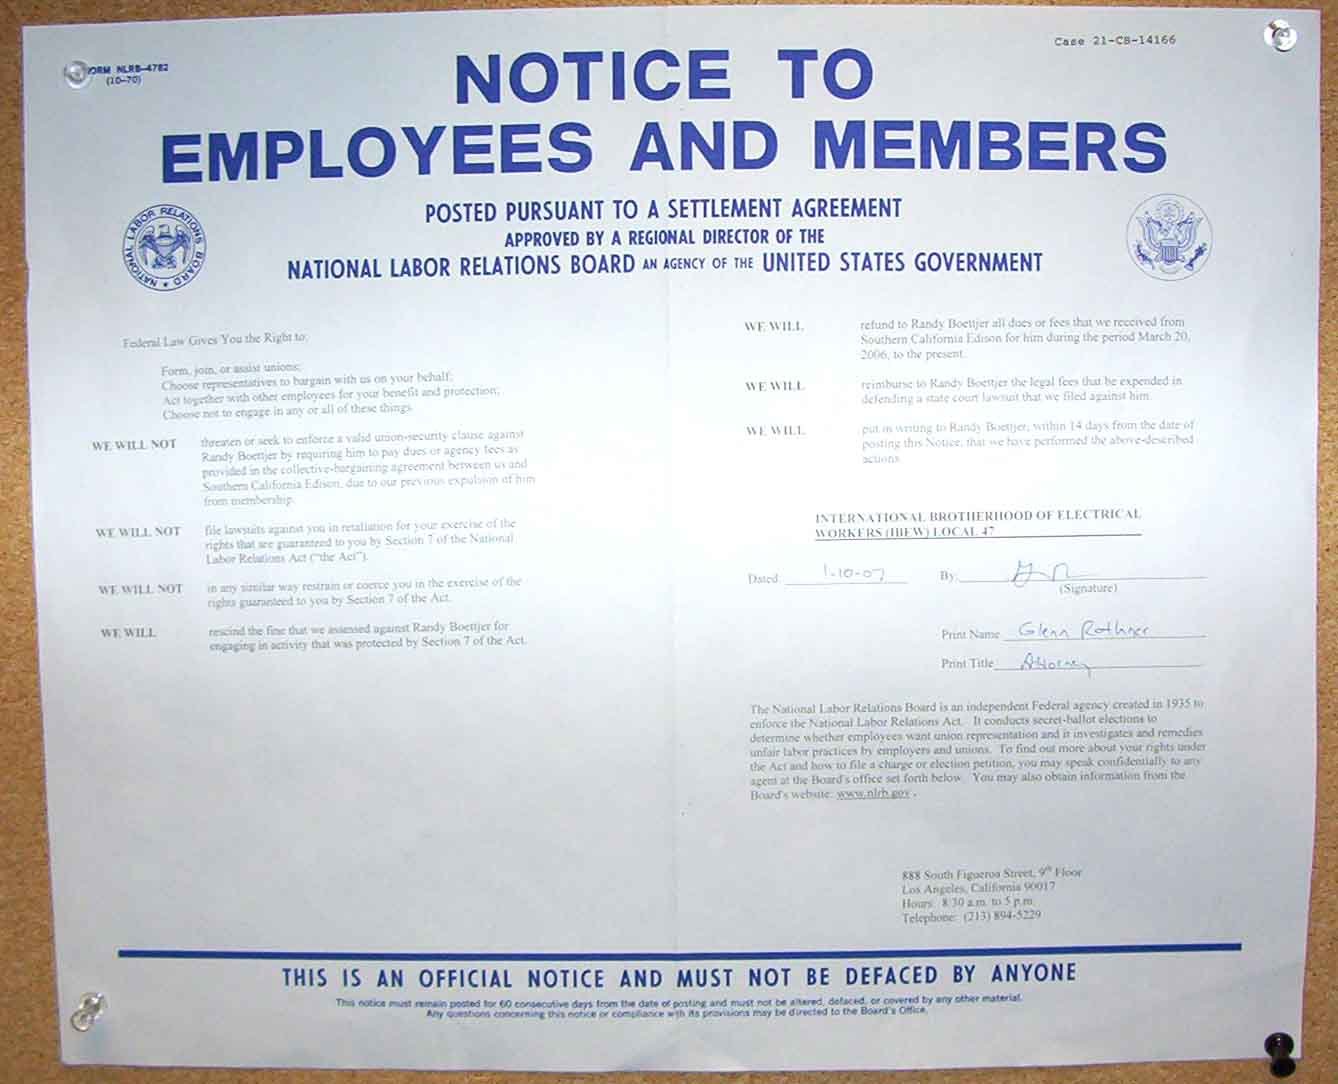 FORM NLRB-4782
(10-70)
Case 21-CB-14166
NOTICE TO
EMPLOYEES AND MEMBERS
POSTED PURSUANT TO A SETTLEMENT AGREEMENT
APPROVED BY A REGIONAL DIRECTOR OF THE
NATIONAL LABOR RELATIONS BOARD AN AGENCY OF THE UNITED STATES GOVERNMENT
NATIONAL LABOR RELATIONS BOARD
Federal Law Gives You the Right to:
Form, join, or assist unions;
Choose representatives to bargain with us on your behalf;
Act together with other employees for your benefit and protection;
Choose not to engage in any or all of these things.
WE WILL NOT threaten or seek to enforce a valid union-security clause against
Randy Boettjer by requiring him to pay dues or agency fees as
provided in the collective-bargaining agreement between us and
Southern California Edison, due to our previous expulsion of him
from membership.
WE WILL NOT file lawsuits against you in retaliation for your exercise of the
rights that are guaranteed to you by Section 7 of the National
Labor Relations Act ("the Act").
WE WILL NOT in any similar way restrain or coerce you in the exercise of the
rights guaranteed to you by Section 7 of the Act.
WE WILL rescind the fine that we assessed against Randy Boettjer for
engaging in activity that was protected by Section 7 of the Act.
WE WILL refund to Randy Boettjer all dues or fees that we received from
Southern California Edison for him during the period March 20,
2006, to the present.
WE WILL reimburse to Randy Boettjer the legal fees that he expended in
defending a state court lawsuit that we filed against him.
WE WILL put in writing to Randy Boettjer, within 14 days from the date of
posting this Notice, that we have performed the above-described
actions.
INTERNATIONAL BROTHERHOOD OF ELECTRICAL
WORKERS (IBEW) LOCAL 47
Dated: 1-10-07 By:
(Signature)
Print Name Glenn Rothner
Print Title Attorney
The National Labor Relations Board is an independent Federal agency created in 1935 to
enforce the National Labor Relations Act. It conducts secret-ballot elections to
determine whether employees want union representation and it investigates and remedies
unfair labor practices by employers and unions. To find out more about your rights under
the Act and how to file a charge or election petition, you may speak confidentially to any
agent at the Board's office set forth below. You may also obtain information from the
Board's website: www.nlrb.gov .
888 South Figueroa Street, 9th Floor
Los Angeles, California 90017
Hours: 8:30 a.m. to 5 p.m.
Telephone: (213) 894-5229
THIS IS AN OFFICIAL NOTICE AND MUST NOT BE DEFACED BY ANYONE
This notice must remain posted for 60 consecutive days from the date of posting and must not be altered, defaced, or covered by any other material.
Any questions concerning this notice or compliance with its provisions may be directed to the Board's Office.